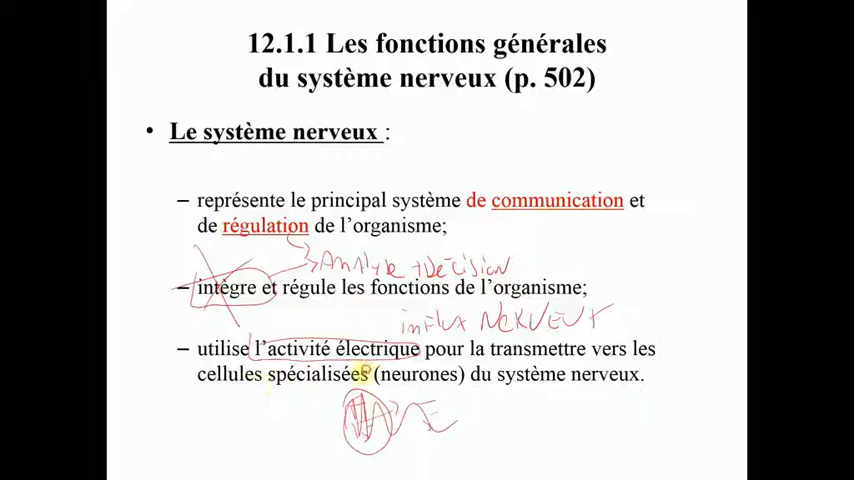 12.1.1 Les fonctions générales
du système nerveux (p. 502)
• Le système nerveux :
– représente le principal système de communication et
de régulation de l’organisme;
Analyse + Décision
– intègre et régule les fonctions de l’organisme;
inFlux NERVEUX
– utilise l’activité électrique pour la transmettre vers les
cellules spécialisées (neurones) du système nerveux.